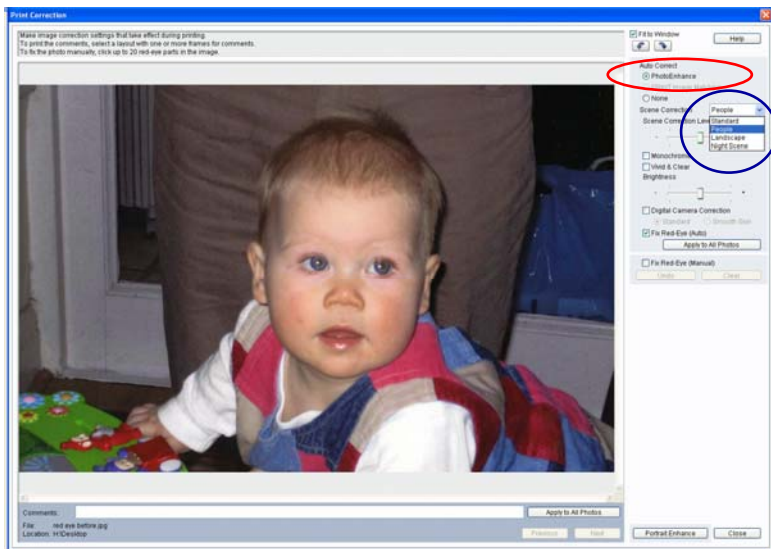 Print Correction
Make image correction settings that take effect during printing.
To print the comments, select a layout with one or more frames for comments.
To fix the photo manually, click up to 20 red-eye parts in the image.
Fit to Window
Help
Auto Correct
PhotoEnhance
None
Scene Correction People
Scene Correction
Standard
People
Landscape
Night Scene
Monochrome
Vivid & Clear
Brightness
- +
Digital Camera Correction
Standard Smooth Skin
Fix Red-Eye (Auto)
Apply to All Photos
Fix Red-Eye (Manual)
Undo Clear
Comments: Apply to All Photos
File: red eye before.jpg
Location: H:\Desktop
Previous Next
Portrait Enhance Close